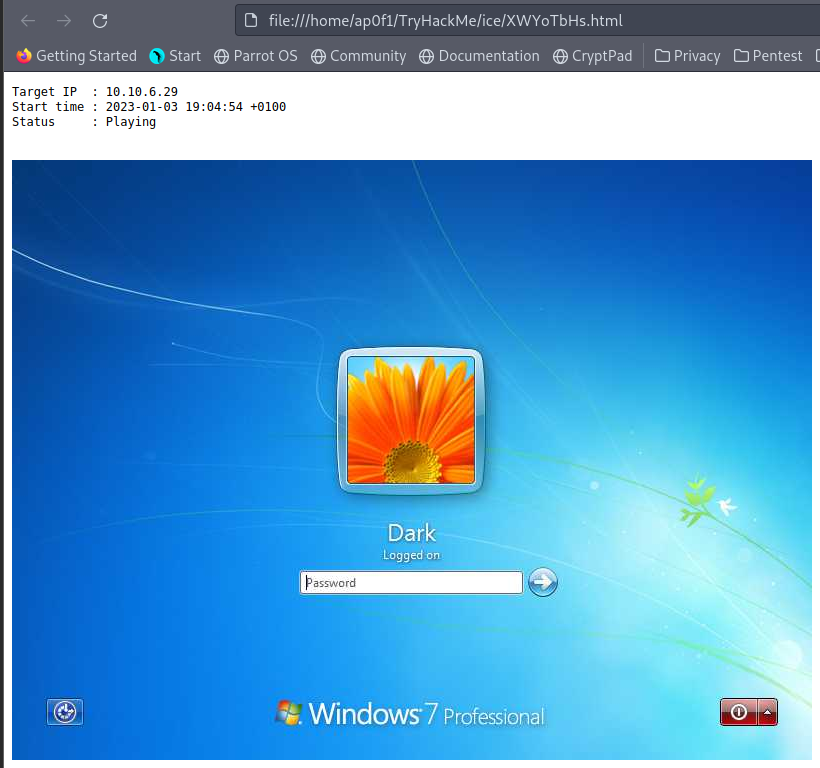 file:///home/ap0f1/TryHackMe/ice/XWYoTbHs.html
Getting Started Start Parrot OS Community Documentation CryptPad Privacy Pentest
Target IP  : 10.10.6.29
Start time : 2023-01-03 19:04:54 +0100
Status     : Playing
Dark
Logged on
Password
Windows 7 Professional